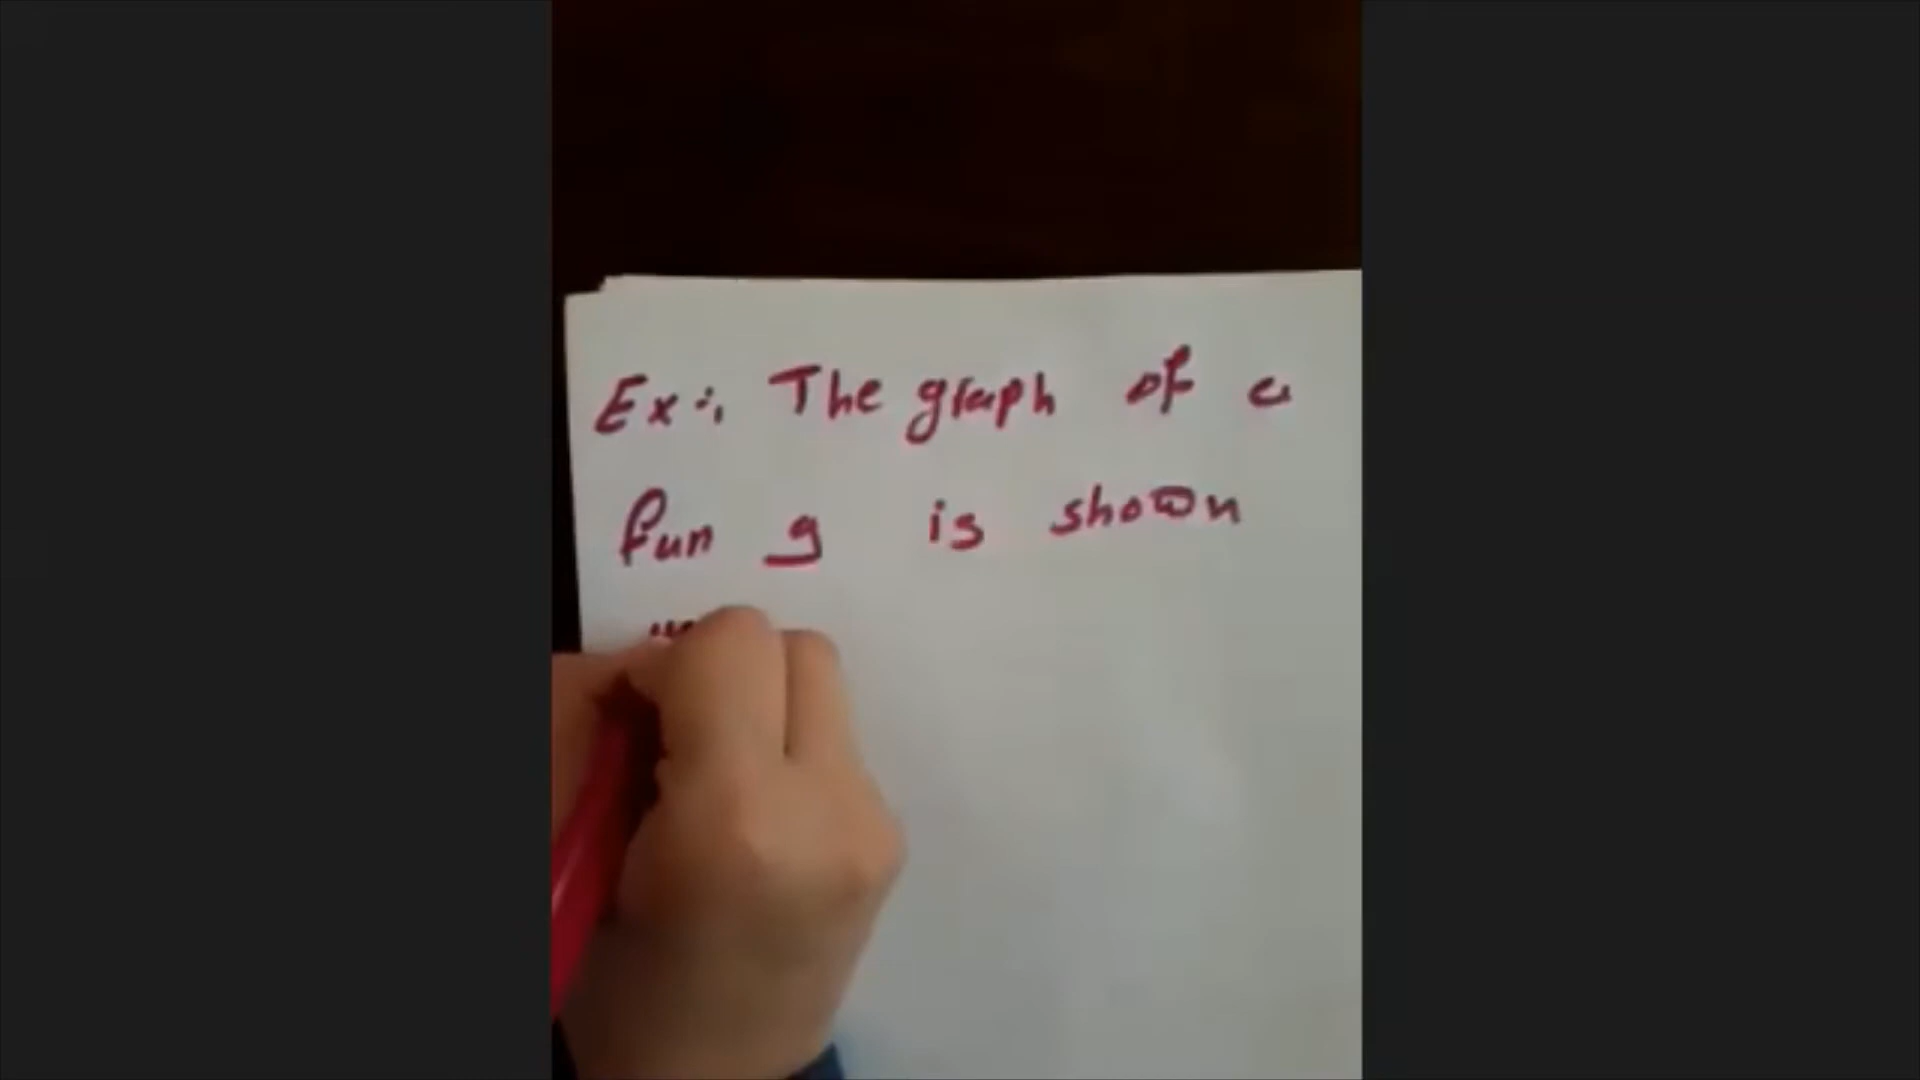 Ex:. The graph of a
fun g is shown